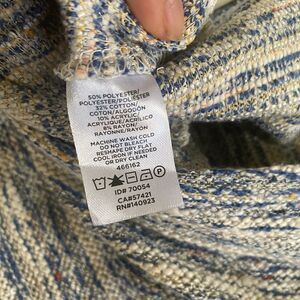 50% POLYESTER/
POLYESTER/POLIESTER
32% COTTON/
COTON/ALGODÓN
10% ACRYLIC/
ACRYLIQUE/ACRÍLICO
8% RAYON/
RAYONNE/RAYÓN
MACHINE WASH COLD
DO NOT BLEACH
RESHAPE DRY FLAT
COOL IRON IF NEEDED
OR DRY CLEAN
466162
ID# 70054
CA#57421
RN#140923